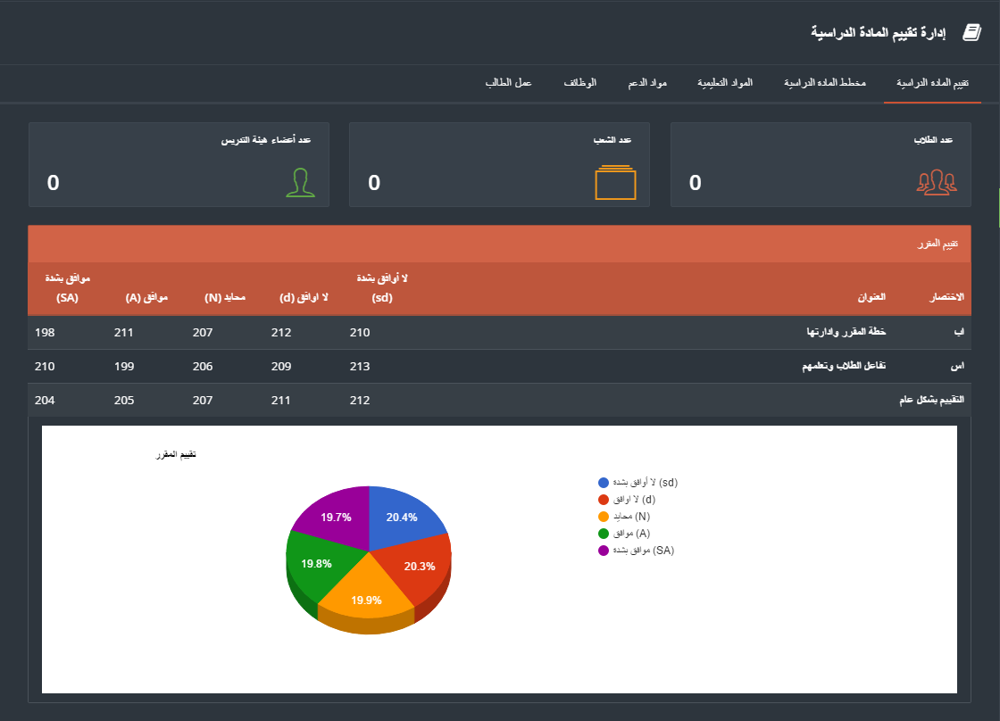 إدارة تقييم المادة الدراسية
تقييم الماده الدراسية
مخطط الماده الدراسية
المواد التعليمية
مواد الدعم
الوظائف
عمل الطالب
عدد الطلاب
0
عدد الشعب
0
عدد أعضاء هيئة التدريس
0
تقييم المقرر
الاختصار
العنوان
لا أوافق بشدة
(sd)
لا اوافق (d)
محايد (N)
موافق (A)
موافق بشدة
(SA)
اب خطة المقرر وادارتها 210 212 207 211 198
اس تفاعل الطلاب وتعلمهم 213 209 206 199 210
التقييم بشكل عام 212 211 207 205 204
تقييم المقرر
20.4%
20.3%
19.9%
19.8%
19.7%
لا أوافق بشدة (sd)
لا اوافق (d)
محايد (N)
موافق (A)
موافق بشدة (SA)